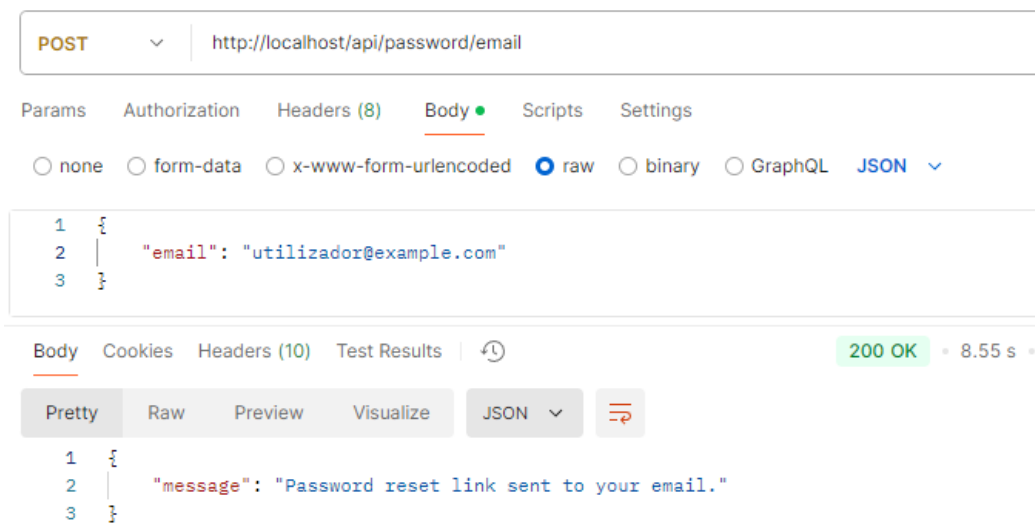 POST http://localhost/api/password/email
Params Authorization Headers (8) Body Scripts Settings
none form-data x-www-form-urlencoded raw binary GraphQL JSON
1 {
2 "email": "utilizador@example.com"
3 }
Body Cookies Headers (10) Test Results 200 OK 8.55 s
Pretty Raw Preview Visualize JSON
1 {
2 "message": "Password reset link sent to your email."
3 }